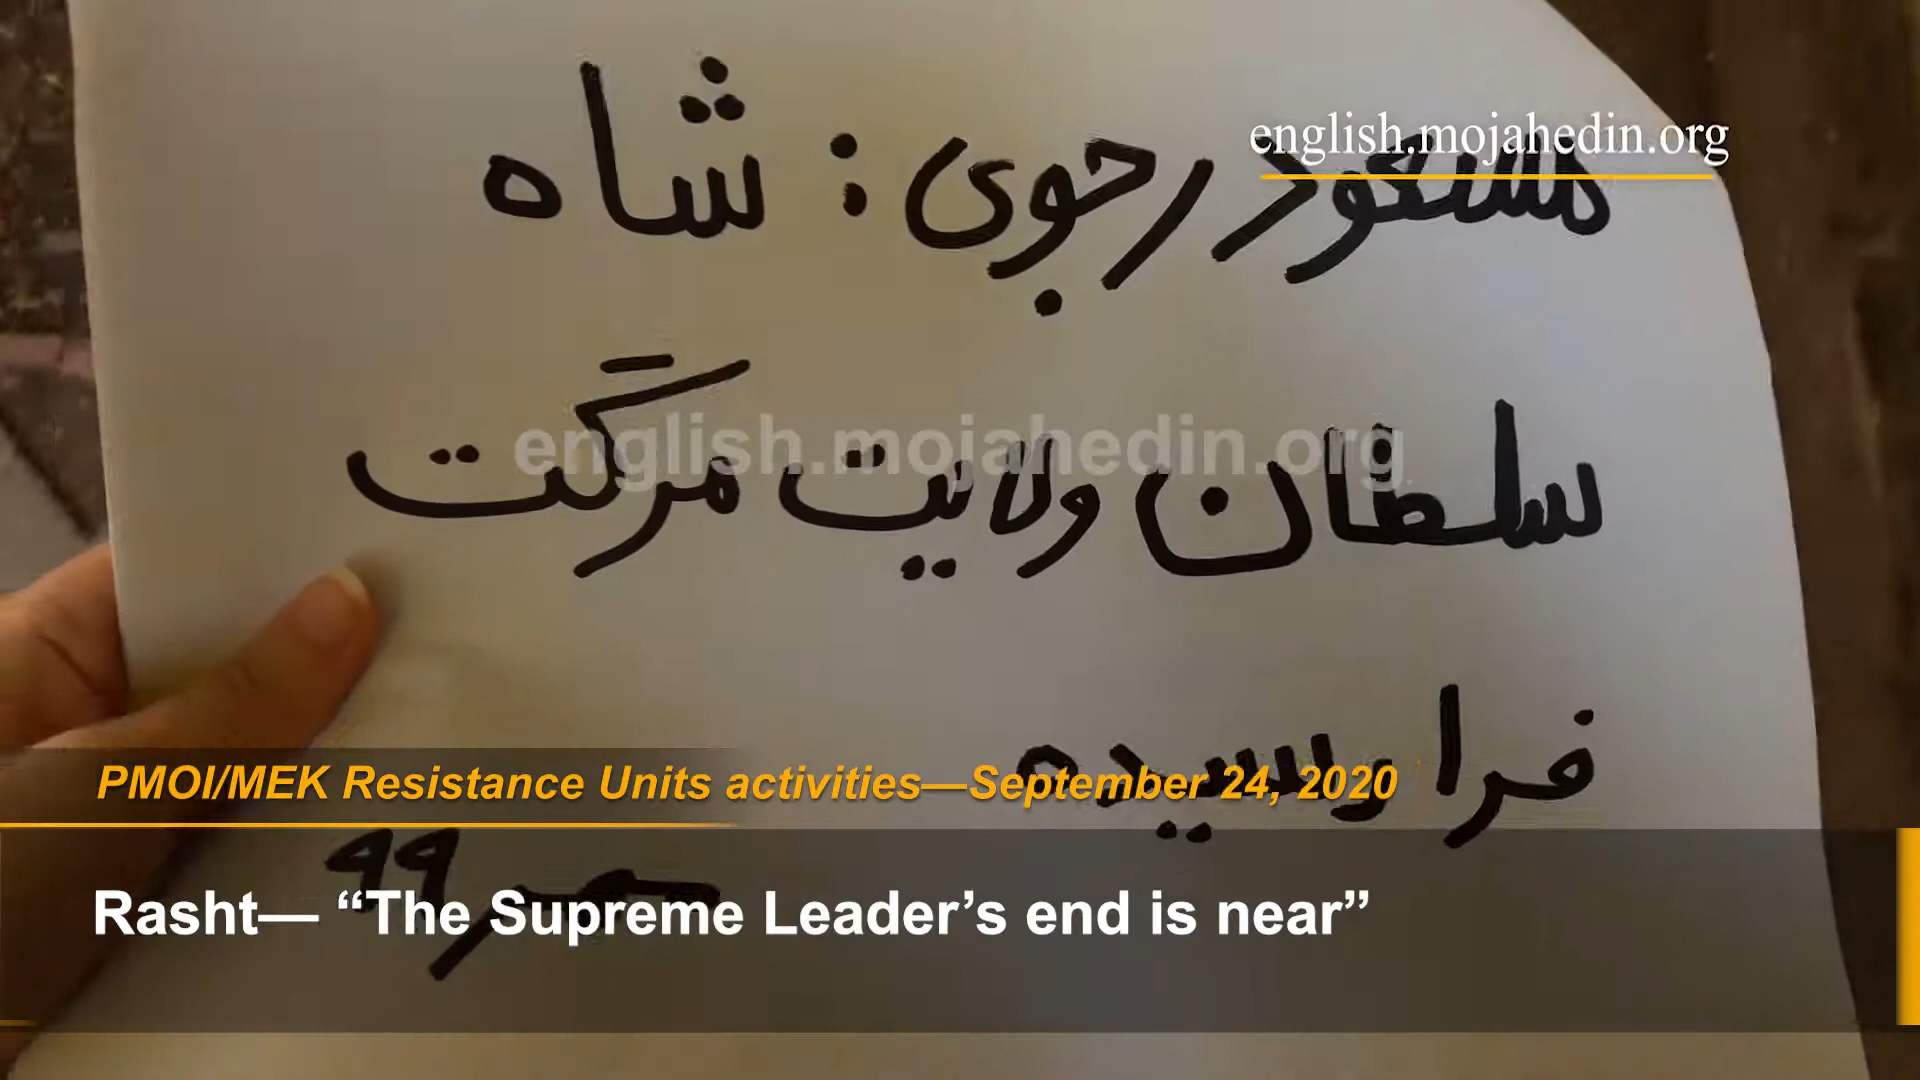 english.mojahedin.org
مسعود رجوی : شاه
سلطان ولایت مرگت
english.mojahedin.org
فرا رسیده
PMOI/MEK Resistance Units activities—September 24, 2020
مهر ۹۹
Rasht— “The Supreme Leader’s end is near”